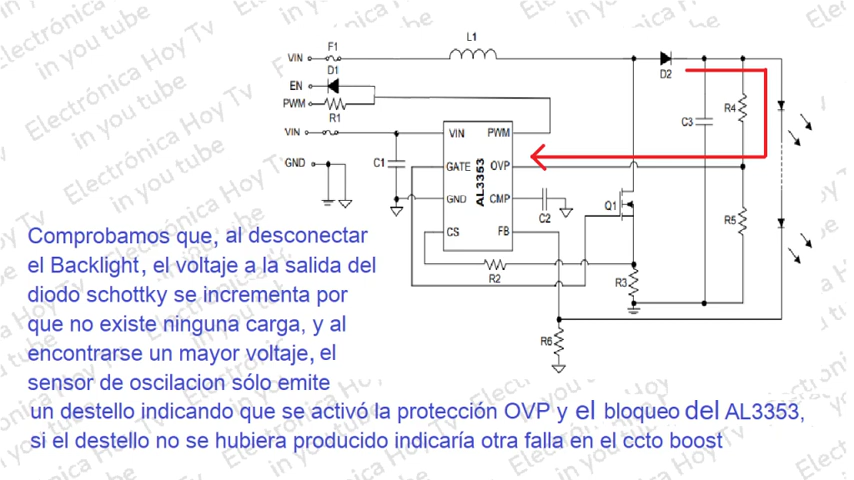 L1
F1
VIN
D1
EN
PWM
R1
VIN
GND
C1
VIN
PWM
GATE
OVP
AL3353
GND
CMP
CS
FB
C2
R2
Q1
R3
R6
D2
C3
R4
R5
Comprobamos que, al desconectar
el Backlight, el voltaje a la salida del
diodo schottky se incrementa por
que no existe ninguna carga, y al
encontrarse un mayor voltaje, el
sensor de oscilacion sólo emite
un destello indicando que se activó la protección OVP y el bloqueo del AL3353,
si el destello no se hubiera producido indicaría otra falla en el ccto boost
Electrónica Hoy Tv
in you tube